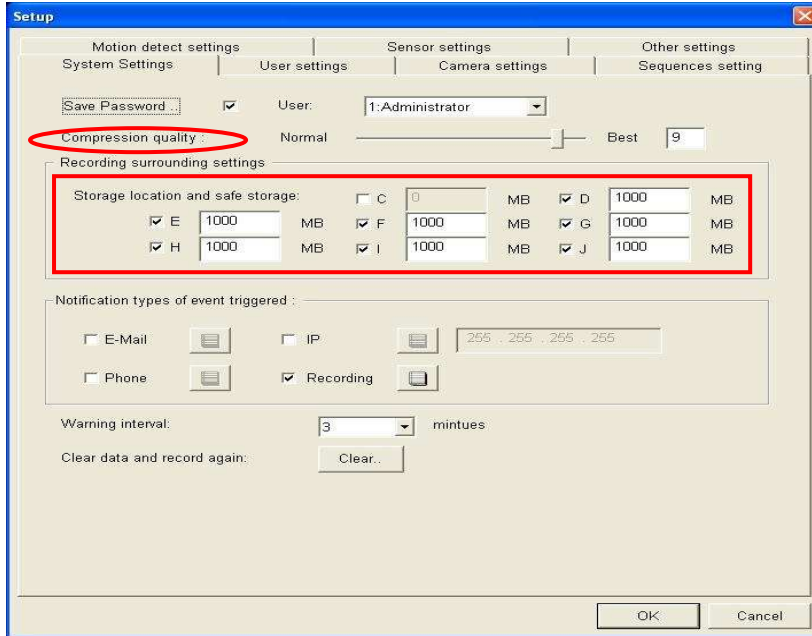 Setup
Motion detect settings Sensor settings Other settings
System Settings User settings Camera settings Sequences setting
Save Password .. User: 1:Administrator
Compression quality : Normal Best 9
Recording surrounding settings
Storage location and safe storage: C 0 MB D 1000 MB
E 1000 MB F 1000 MB G 1000 MB
H 1000 MB I 1000 MB J 1000 MB
Notification types of event triggered :
E-Mail IP 255 . 255 . 255 . 255
Phone Recording
Warning interval: 3 mintues
Clear data and record again: Clear..
OK Cancel